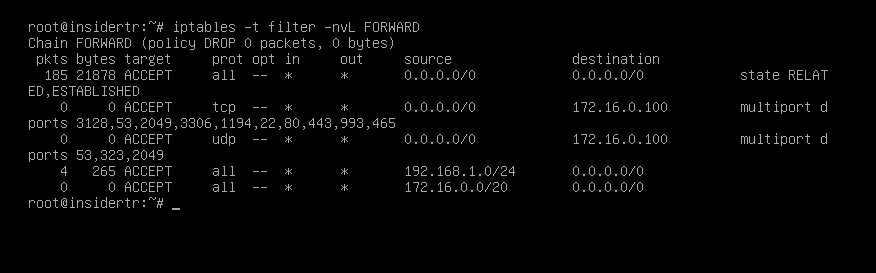 root@insidertr:~# iptables -t filter -nvL FORWARD
Chain FORWARD (policy DROP 0 packets, 0 bytes)
 pkts bytes target     prot opt in     out     source               destination
  185 21878 ACCEPT     all  --  *      *       0.0.0.0/0            0.0.0.0/0            state RELAT
ED,ESTABLISHED
    0     0 ACCEPT     tcp  --  *      *       0.0.0.0/0            172.16.0.100         multiport d
ports 3128,53,2049,3306,1194,22,80,443,993,465
    0     0 ACCEPT     udp  --  *      *       0.0.0.0/0            172.16.0.100         multiport d
ports 53,323,2049
    4   265 ACCEPT     all  --  *      *       192.168.1.0/24       0.0.0.0/0
    0     0 ACCEPT     all  --  *      *       172.16.0.0/20        0.0.0.0/0
root@insidertr:~# _